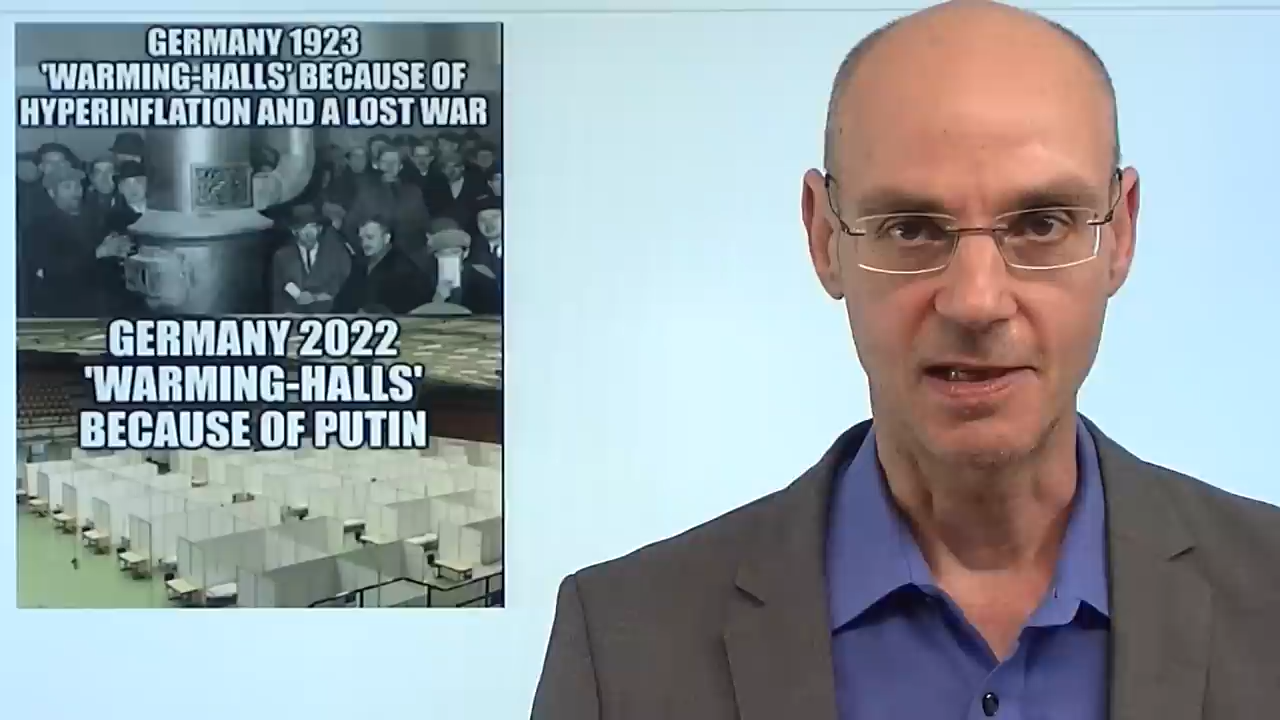 GERMANY 1923
'WARMING-HALLS' BECAUSE OF
HYPERINFLATION AND A LOST WAR
GERMANY 2022
'WARMING-HALLS'
BECAUSE OF PUTIN